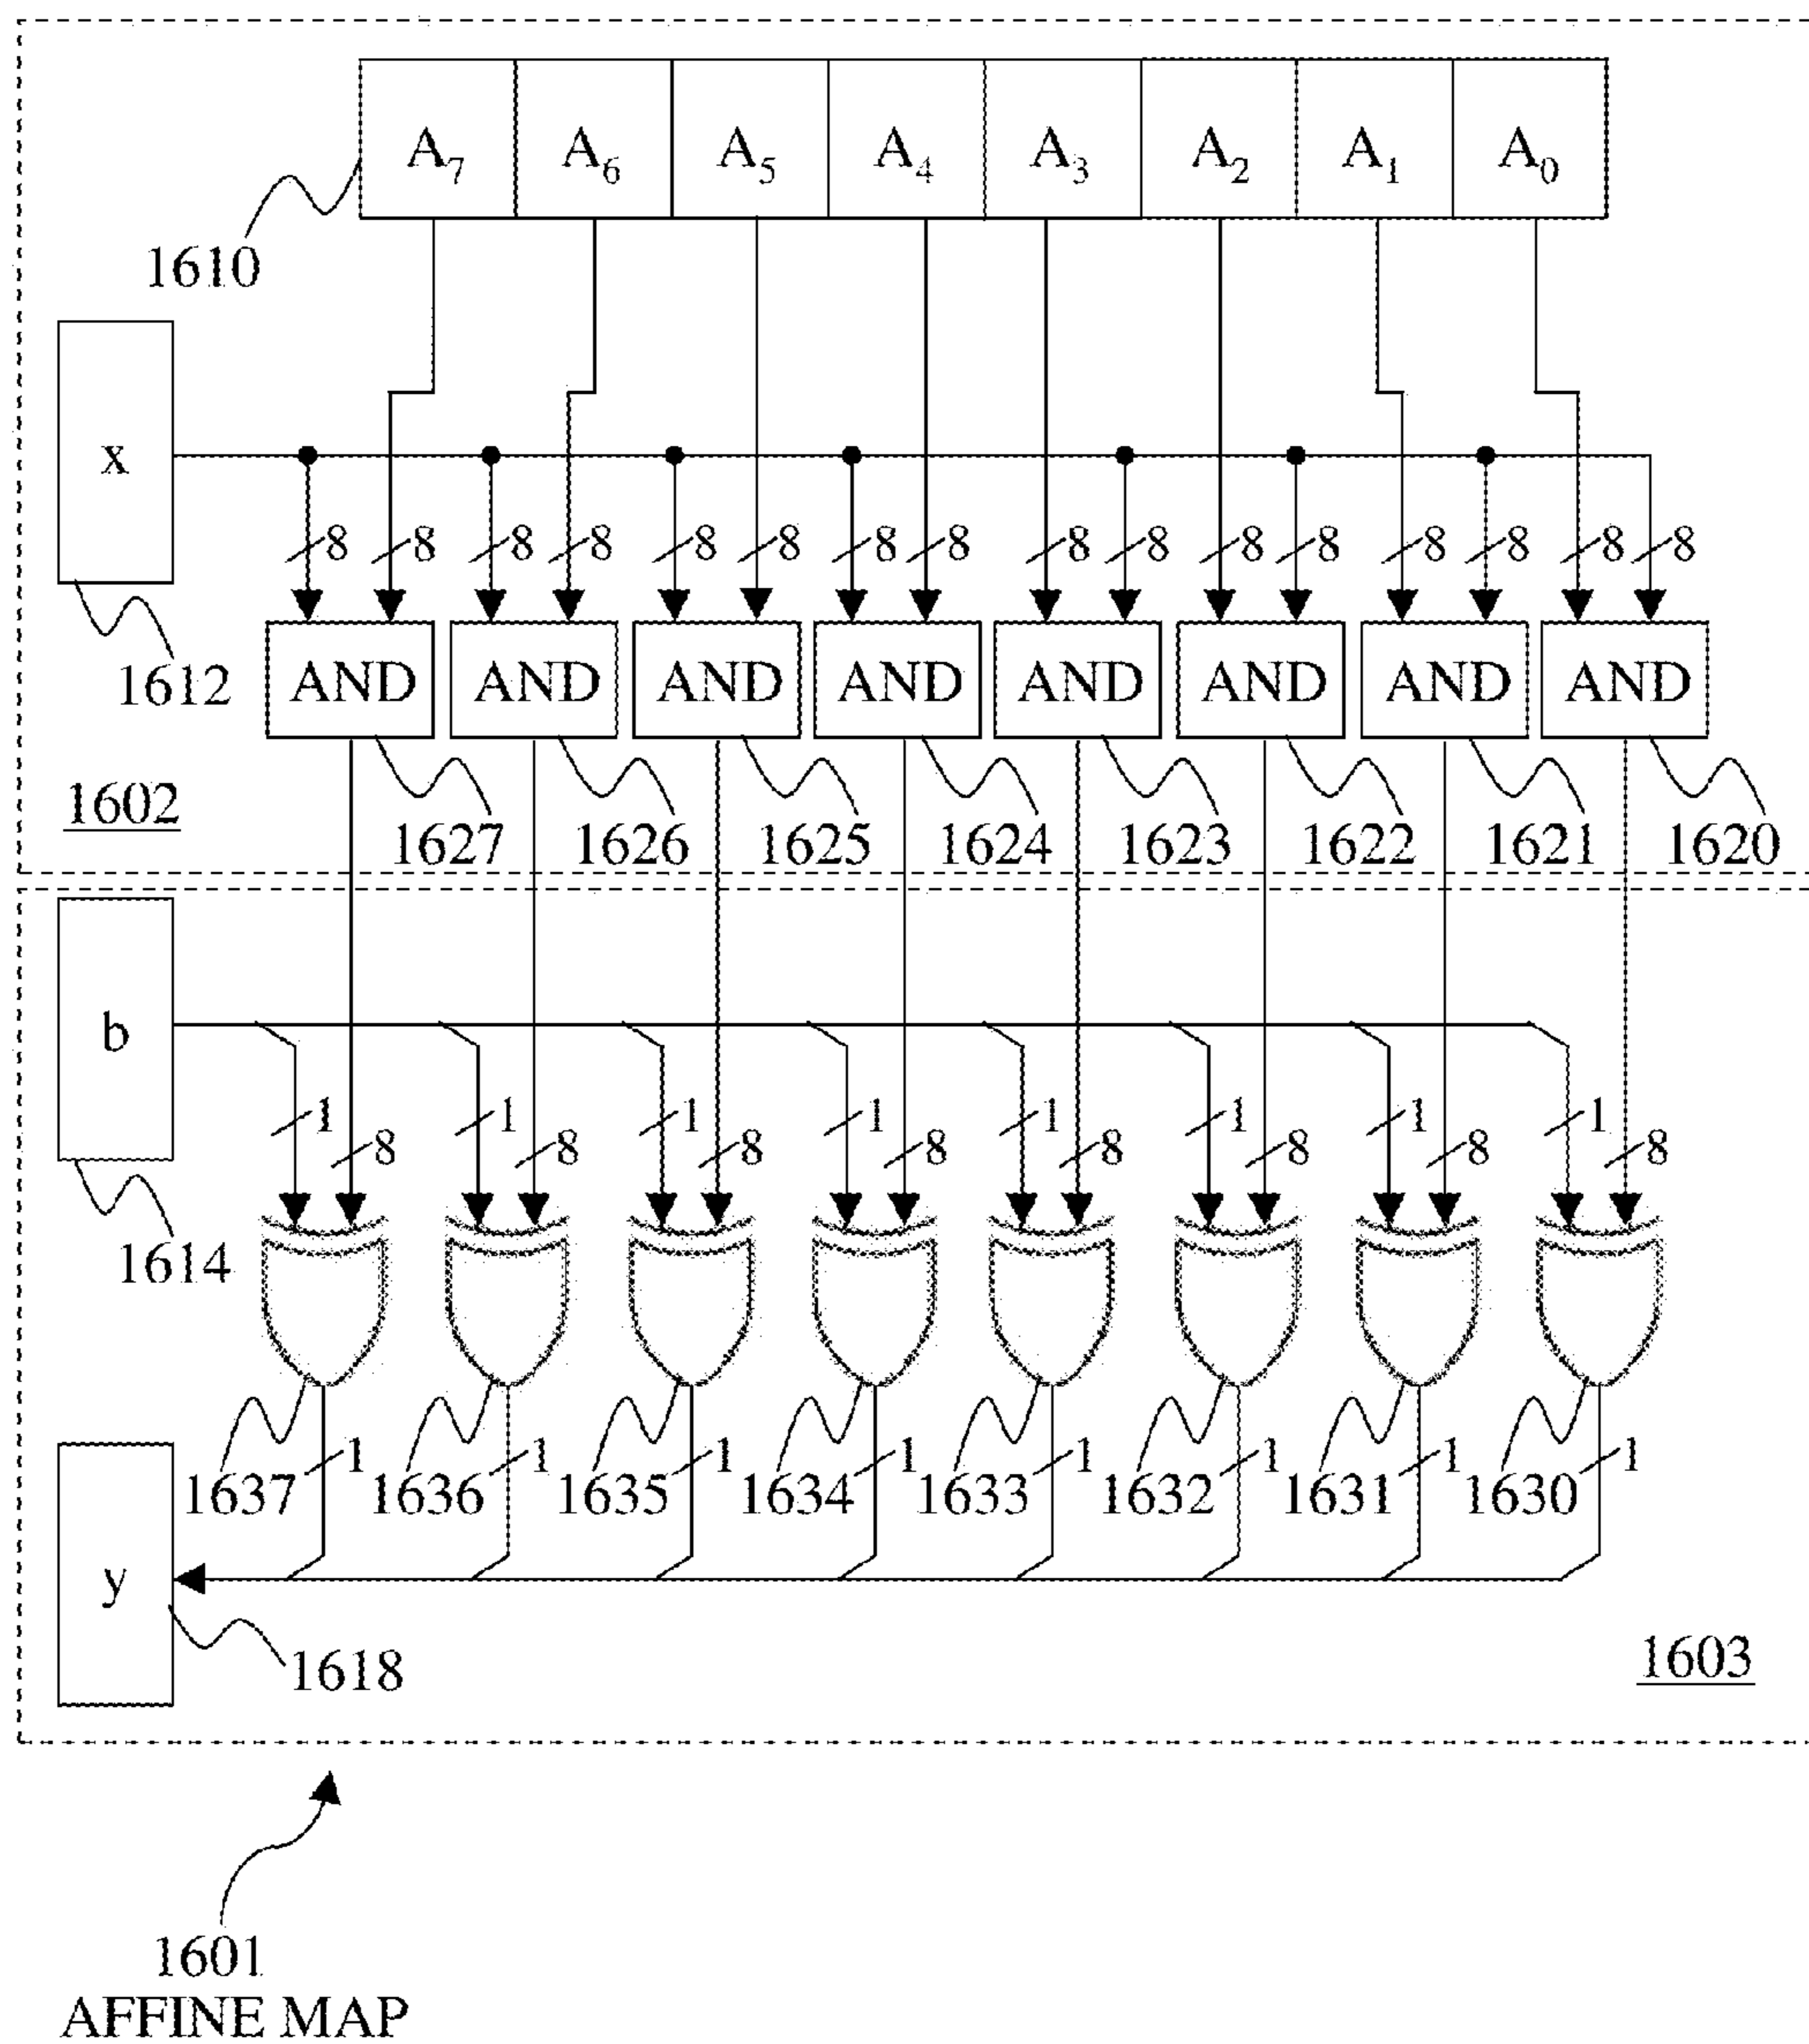 A7 A6 A5 A4 A3 A2 A1 A0
1610
x
8 8 8 8 8 8 8 8 8 8 8 8 8 8 8 8
AND AND AND AND AND AND AND AND
1612
1602
1627 1626 1625 1624 1623 1622 1621 1620
b
1 1 1 1 1 1 1 1
8 8 8 8 8 8 8 8
1614
1 1 1 1 1 1 1 1
1637 1636 1635 1634 1633 1632 1631 1630
y
1618
1603
1601
AFFINE MAP